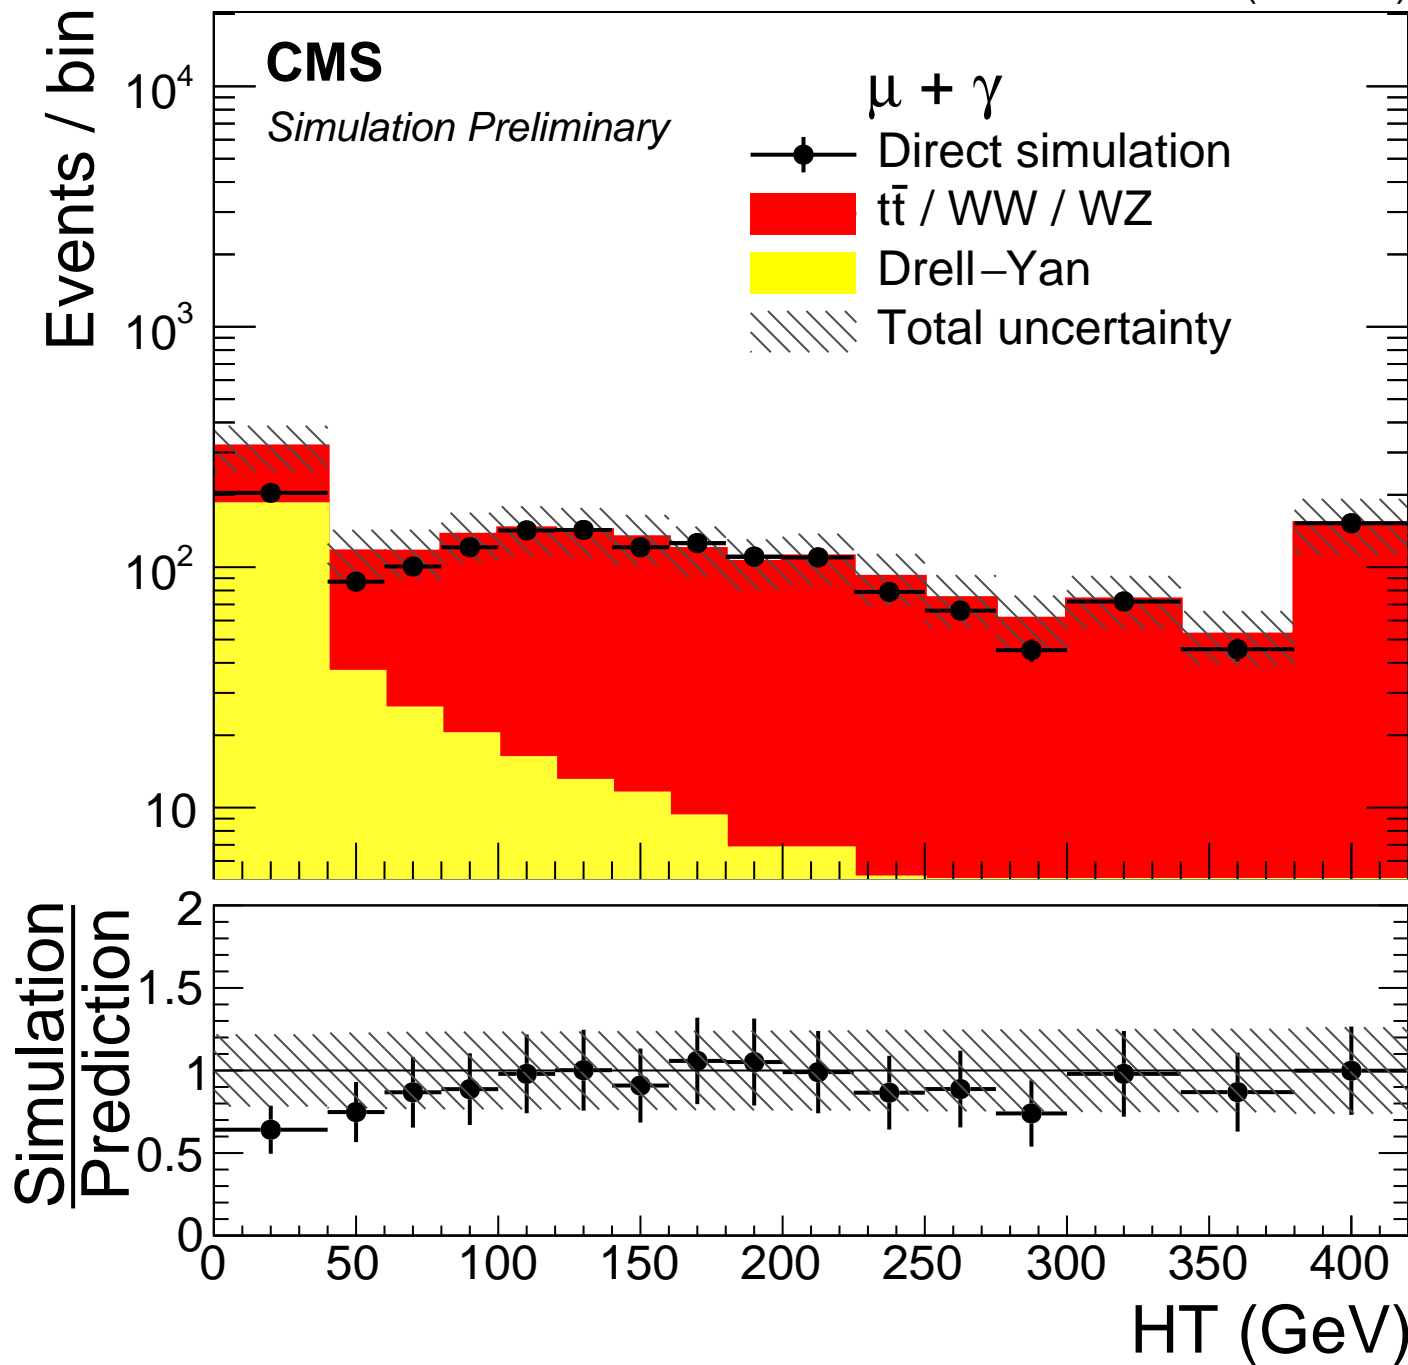 CMS
Simulation Preliminary
μ + γ
Direct simulation
tt̄ / WW / WZ
Drell–Yan
Total uncertainty
Events / bin
10⁴
10³
10²
10
Simulation
Prediction
2
1.5
1
0.5
0
0 50 100 150 200 250 300 350 400
HT (GeV)